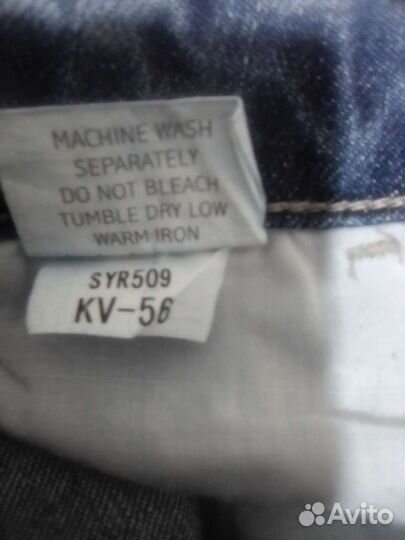 MACHINE WASH
SEPARATELY
DO NOT BLEACH
TUMBLE DRY LOW
WARM IRON
SYR509
KV-56
Avito